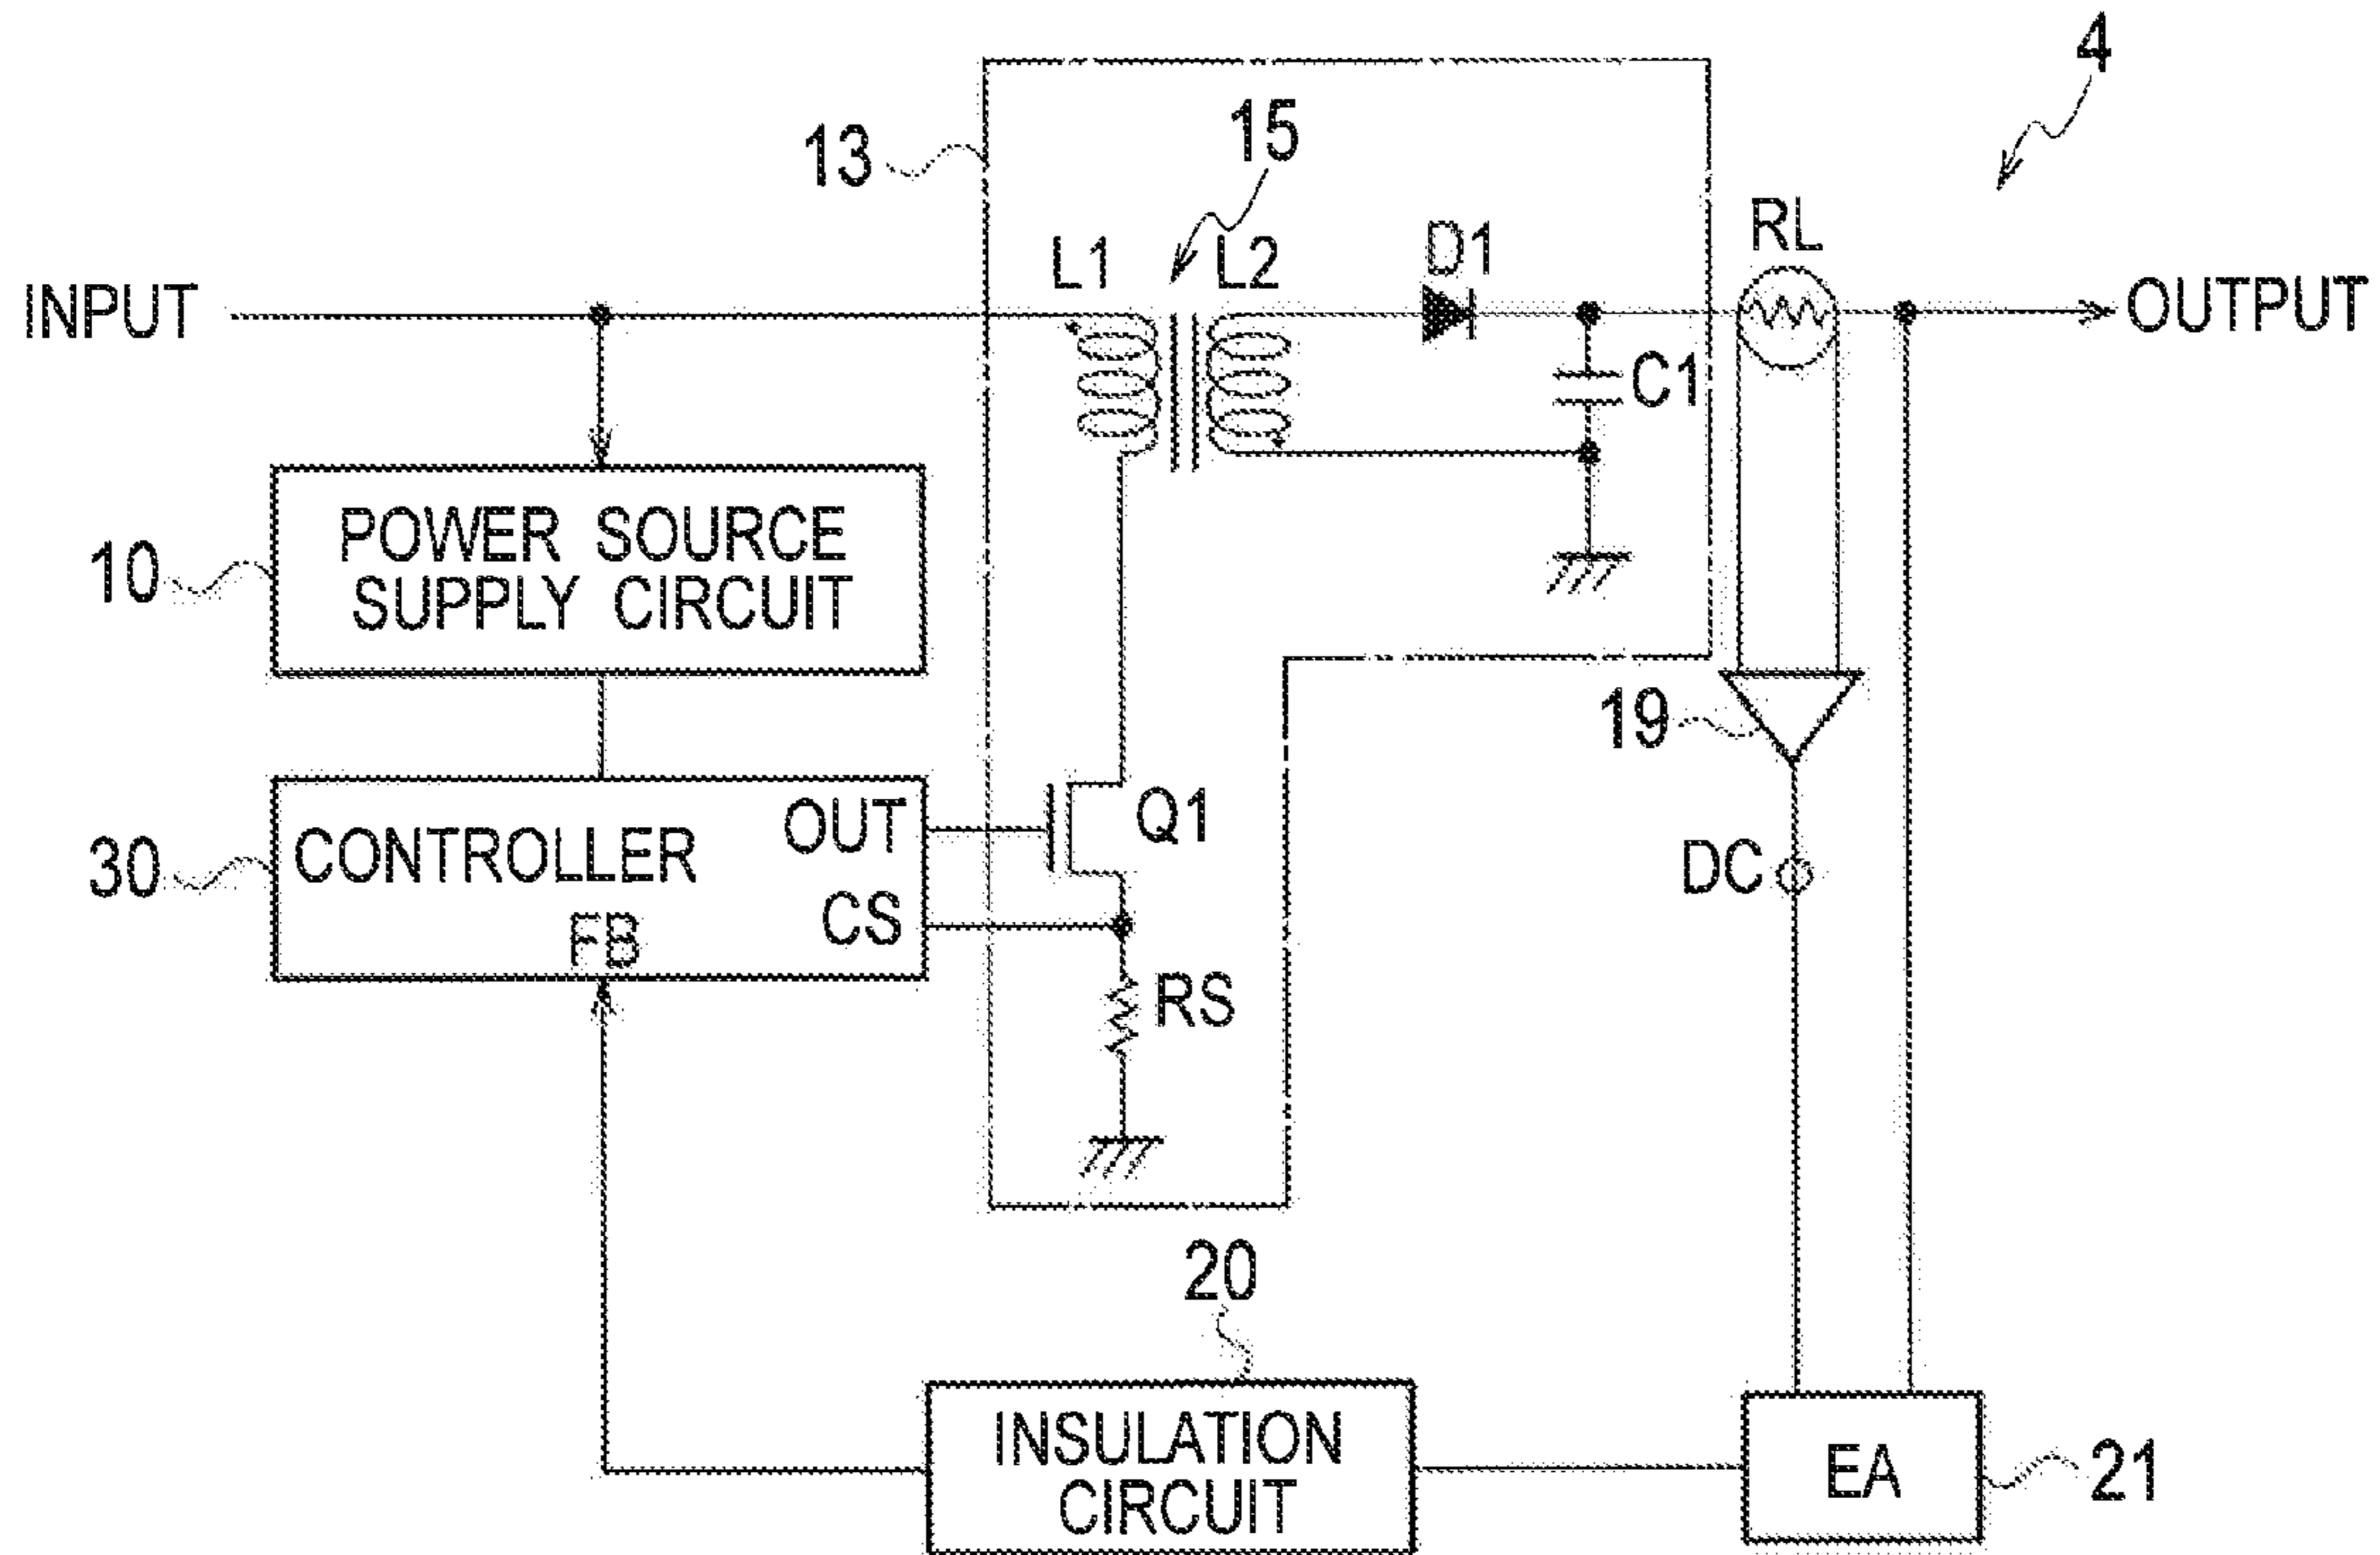 4
13
15
L1
L2
D1
RL
INPUT
OUTPUT
C1
10
POWER SOURCE
SUPPLY CIRCUIT
19
30
CONTROLLER
OUT
Q1
DC
CS
FB
RS
20
INSULATION
CIRCUIT
EA
21